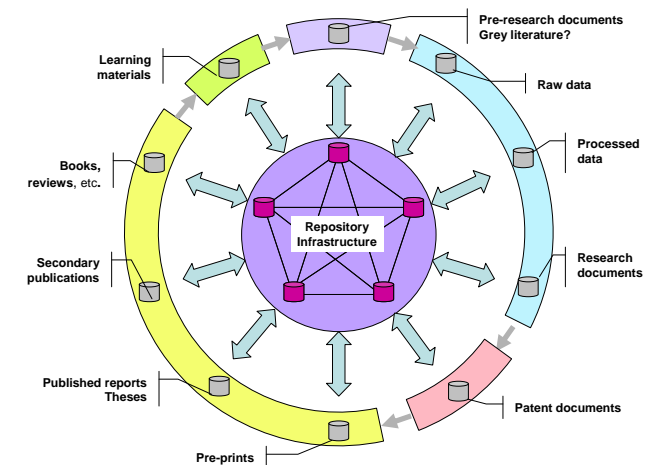 Pre-research documents
Grey literature?
Learning
materials
Raw data
Processed
data
Books,
reviews, etc.
Repository
Infrastructure
Secondary
publications
Research
documents
Published reports
Theses
Patent documents
Pre-prints